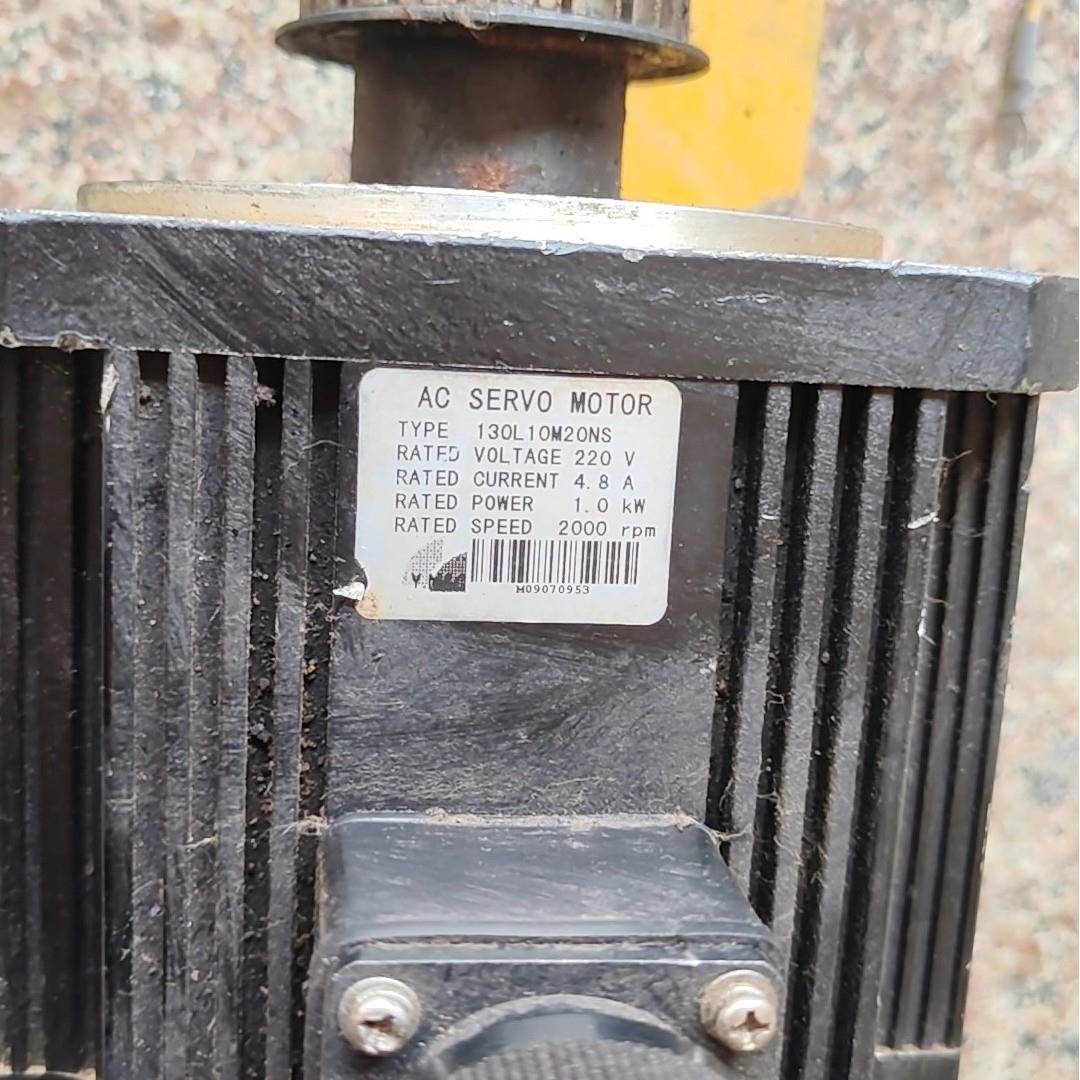 AC SERVO MOTOR
TYPE 130L10M20NS
RATED VOLTAGE 220 V
RATED CURRENT 4.8 A
RATED POWER 1.0 kW
RATED SPEED 2000 rpm
M09070953